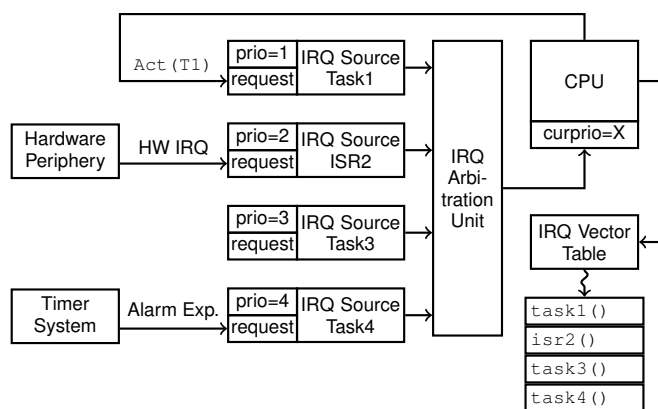 Act(T1)
prio=1
request
IRQ Source
Task1
CPU
curprio=X
Hardware
Periphery
HW IRQ
prio=2
request
IRQ Source
ISR2
IRQ
Arbi-
tration
Unit
prio=3
request
IRQ Source
Task3
IRQ Vector
Table
Timer
System
Alarm Exp.
prio=4
request
IRQ Source
Task4
task1()
isr2()
task3()
task4()